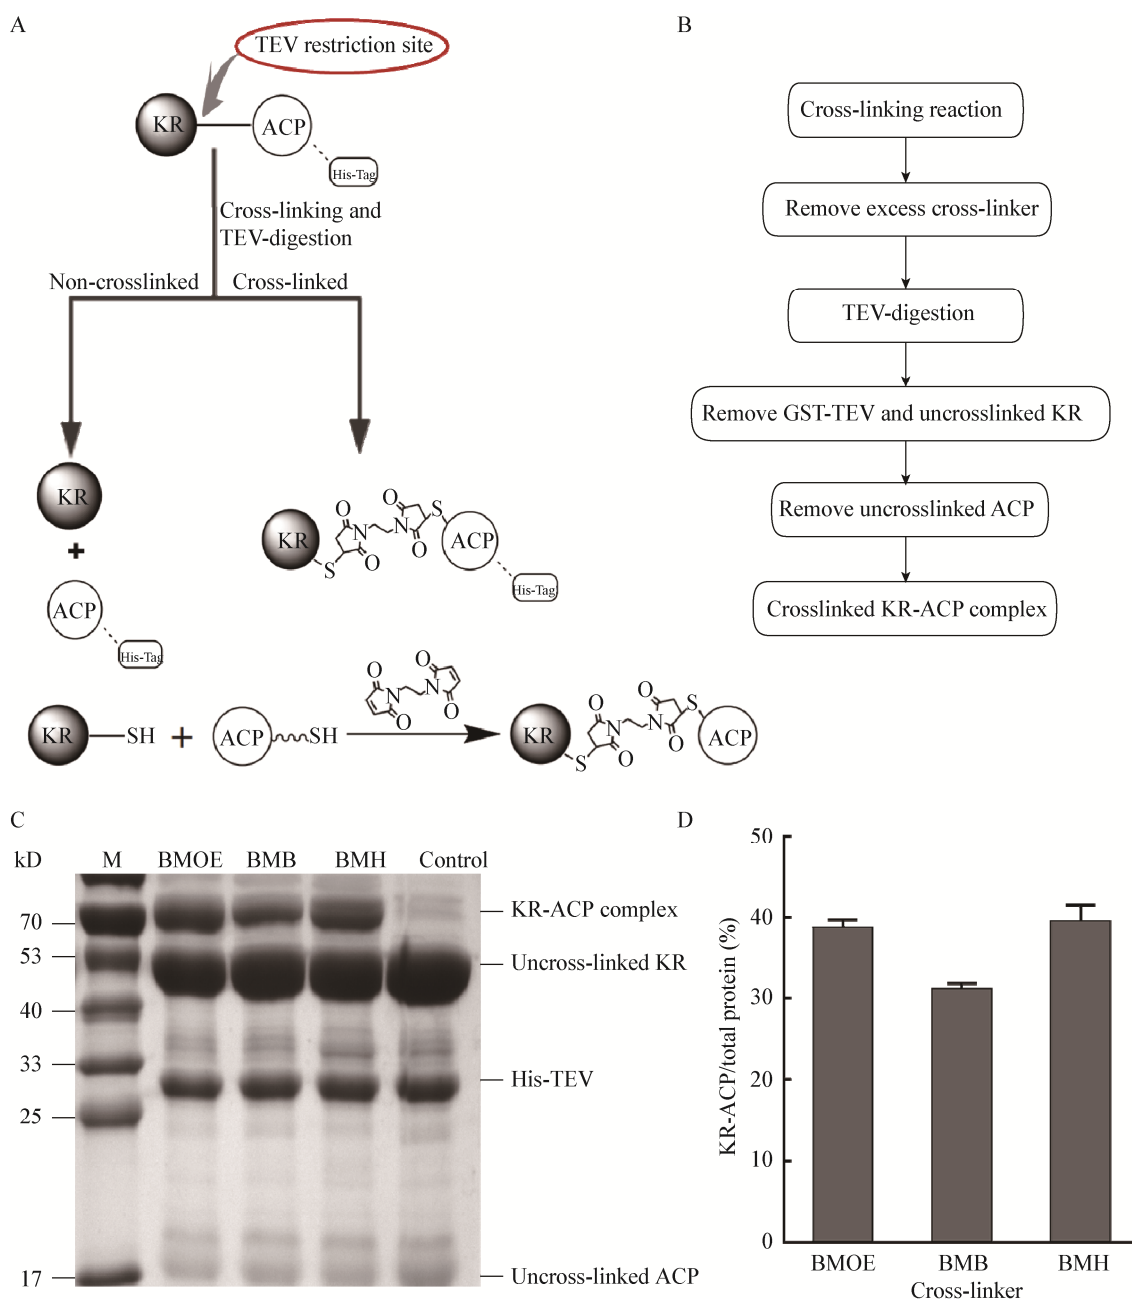 A
TEV restriction site
KR
ACP
His-Tag
Cross-linking and
TEV-digestion
Non-crosslinked
Cross-linked
KR
+
ACP
His-Tag
KR
S
O
O
N
N
O
O
S
ACP
His-Tag
KR
SH
+
ACP
SH
O
O
N
N
O
O
KR
S
O
O
N
N
O
O
S
ACP
B
Cross-linking reaction
Remove excess cross-linker
TEV-digestion
Remove GST-TEV and uncrosslinked KR
Remove uncrosslinked ACP
Crosslinked KR-ACP complex
C
kD
M
BMOE
BMB
BMH
Control
70
53
40
33
25
17
KR-ACP complex
Uncross-linked KR
His-TEV
Uncross-linked ACP
D
KR-ACP/total protein (%)
50
40
30
20
10
0
BMOE
BMB
BMH
Cross-linker